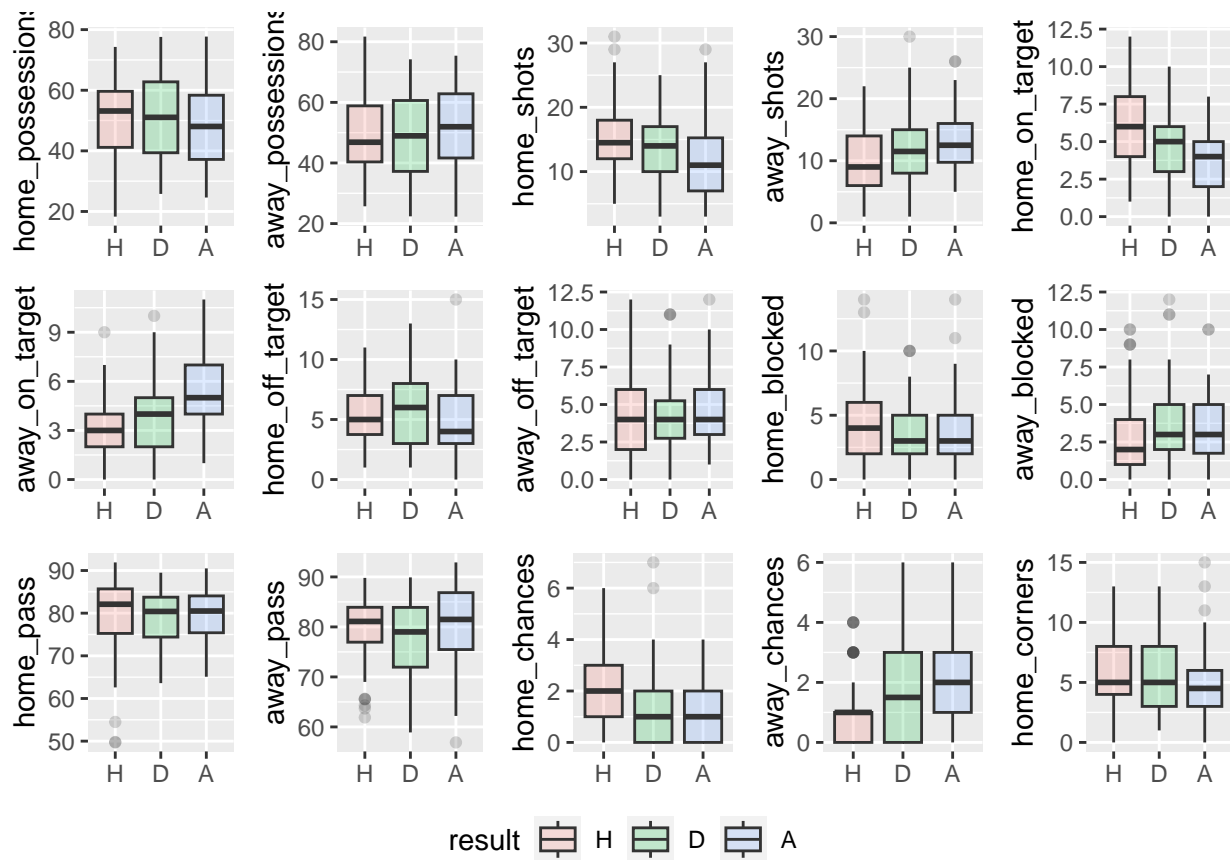 home_possessions
80
60
40
20
H D A
away_possessions
80
60
40
20
H D A
home_shots
30
20
10
H D A
away_shots
30
20
10
0
H D A
home_on_target
12.5
10.0
7.5
5.0
2.5
0.0
H D A
away_on_target
9
6
3
0
H D A
home_off_target
15
10
5
0
H D A
away_off_target
12.5
10.0
7.5
5.0
2.5
0.0
H D A
home_blocked
10
5
0
H D A
away_blocked
12.5
10.0
7.5
5.0
2.5
0.0
H D A
home_pass
90
80
70
60
50
H D A
away_pass
90
80
70
60
H D A
home_chances
6
4
2
0
H D A
away_chances
6
4
2
0
H D A
home_corners
15
10
5
0
H D A
result H D A